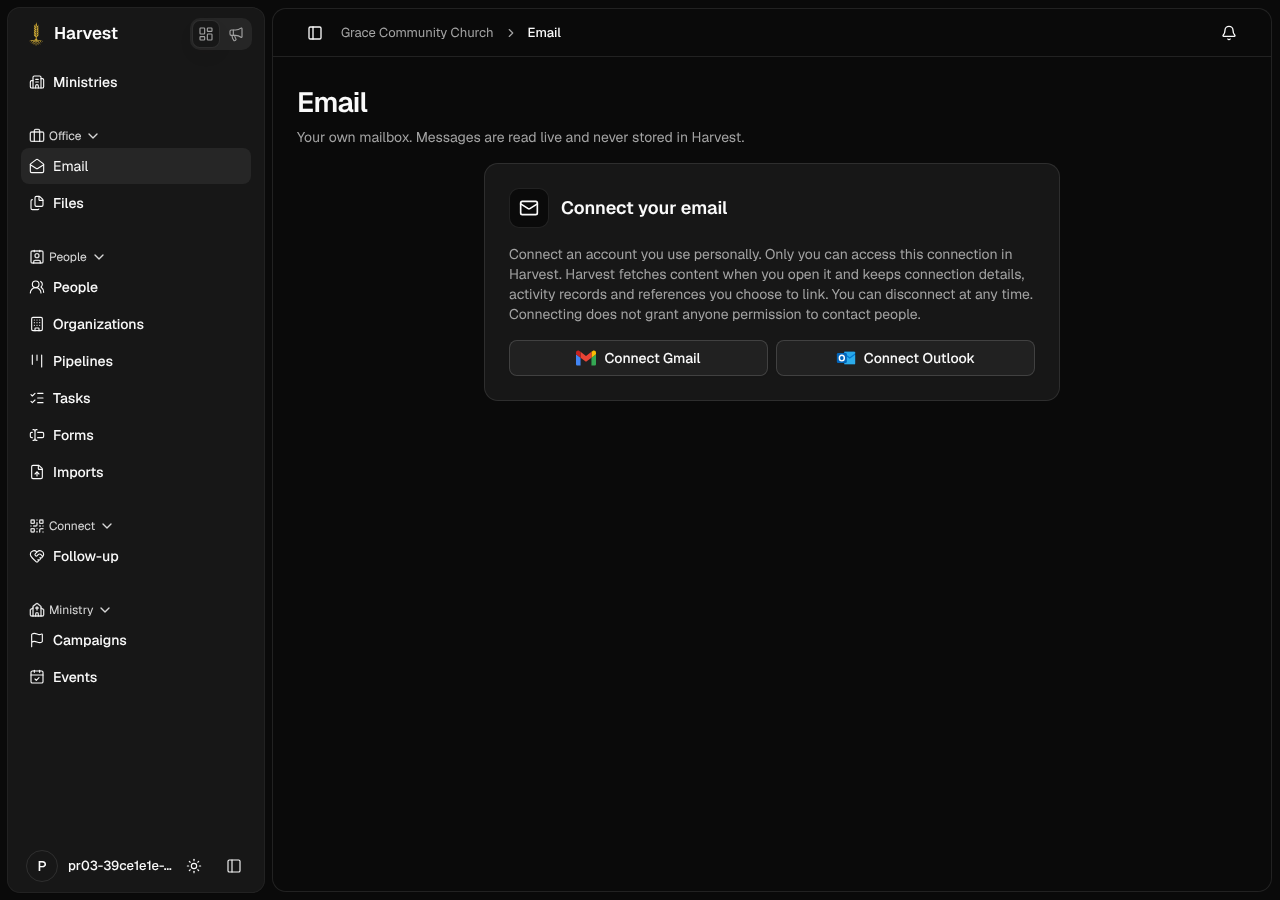 Harvest
Ministries
Office
Email
Files
People
People
Organizations
Pipelines
Tasks
Forms
Imports
Connect
Follow-up
Ministry
Campaigns
Events
P
pr03-39ce1e1e-...
Grace Community Church
Email
Email
Your own mailbox. Messages are read live and never stored in Harvest.
Connect your email
Connect an account you use personally. Only you can access this connection in
Harvest. Harvest fetches content when you open it and keeps connection details,
activity records and references you choose to link. You can disconnect at any time.
Connecting does not grant anyone permission to contact people.
Connect Gmail
Connect Outlook